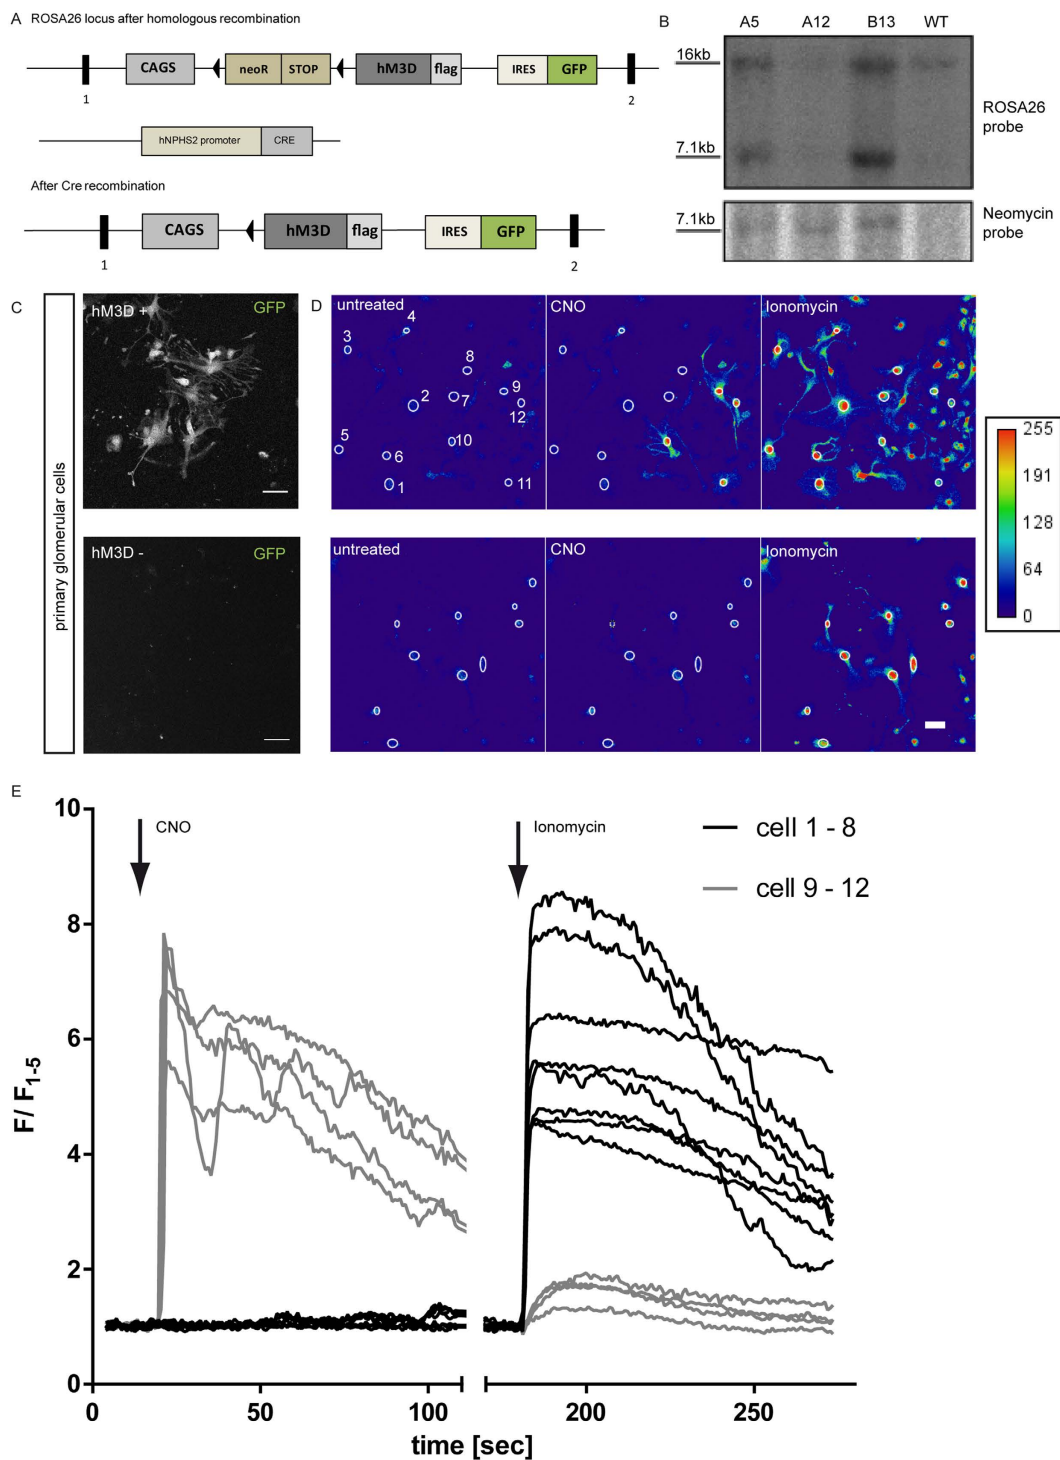 A ROSA26 locus after homologous recombination
CAGS neoR STOP hM3D flag IRES GFP
1 2
hNPHS2 promoter CRE
After Cre recombination
CAGS hM3D flag IRES GFP
1 2
B A5 A12 B13 WT
16kb
7.1kb
ROSA26
probe
7.1kb
Neomycin
probe
C
primary glomerular cells
hM3D + GFP
hM3D - GFP
D untreated CNO Ionomycin
4
3
8
2 9
7 12
5 10
6
1 11
untreated CNO Ionomycin
255
191
128
64
0
E
CNO
Ionomycin
cell 1 - 8
cell 9 - 12
10
8
6
4
2
0
F/ F1-5
0 50 100 200 250
time [sec]